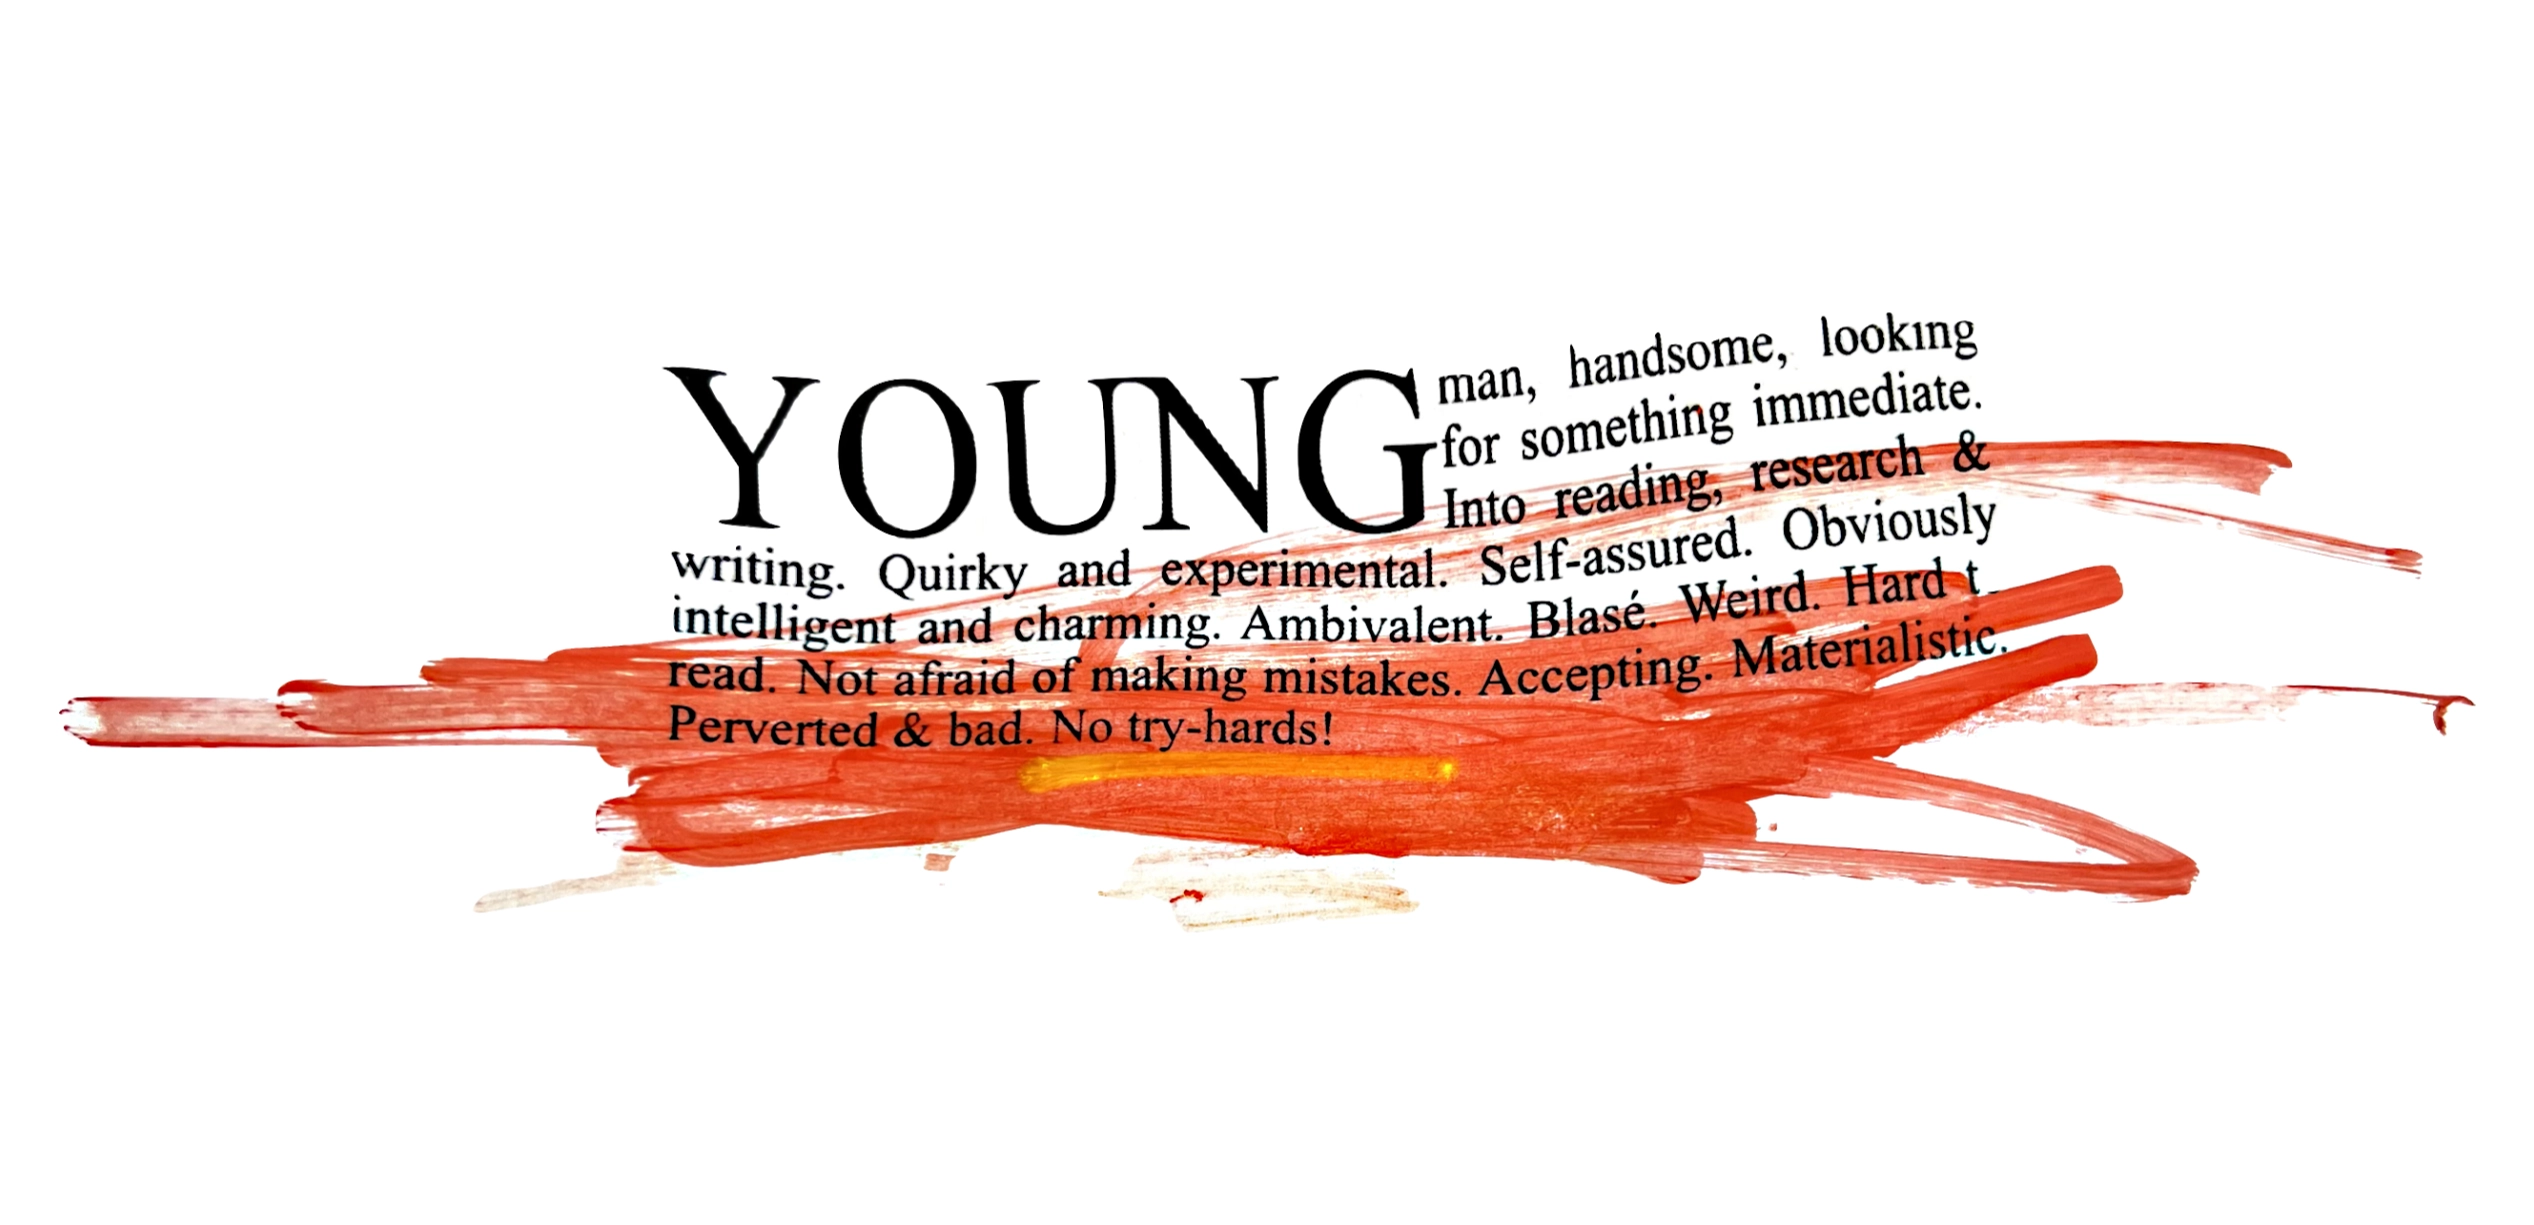 YOUNG man, handsome, looking
for something immediate.
Into reading, research &
writing. Quirky and experimental. Self-assured. Obviously
intelligent and charming. Ambivalent. Blasé. Weird. Hard t
read. Not afraid of making mistakes. Accepting. Materialistic.
Perverted & bad. No try-hards!